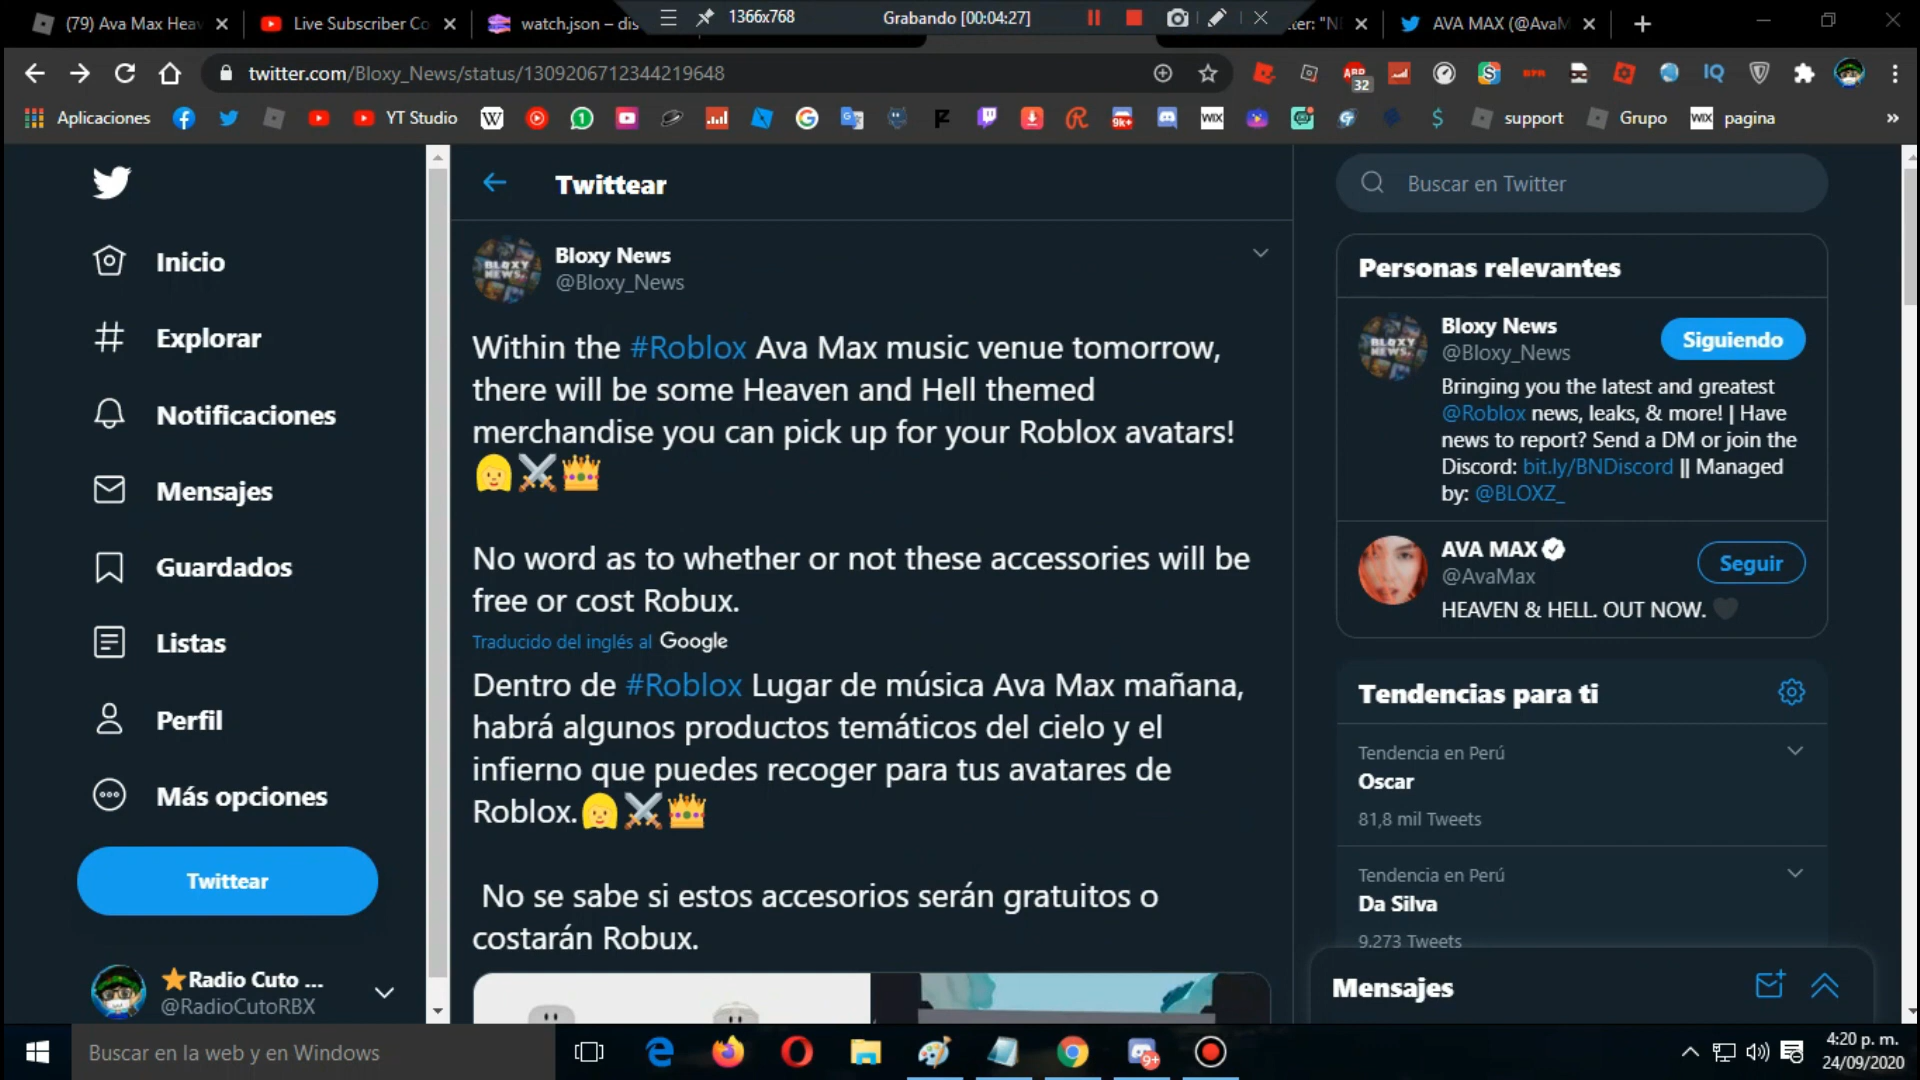 (79) Ava Max Heav
Live Subscriber Co
watch.json – dis
1366x768
Grabando [00:04:27]
tter: "N
AVA MAX (@AvaM
twitter.com/Bloxy_News/status/1309206712344219648
Aplicaciones
YT Studio
support
Grupo
pagina
Twittear
Buscar en Twitter
Inicio
Explorar
Notificaciones
Mensajes
Guardados
Listas
Perfil
Más opciones
Twittear
Radio Cuto ...
@RadioCutoRBX
Bloxy News
@Bloxy_News
Within the #Roblox Ava Max music venue tomorrow,
there will be some Heaven and Hell themed
merchandise you can pick up for your Roblox avatars!
👱‍♀️⚔️👑
No word as to whether or not these accessories will be
free or cost Robux.
Traducido del inglés al Google
Dentro de #Roblox Lugar de música Ava Max mañana,
habrá algunos productos temáticos del cielo y el
infierno que puedes recoger para tus avatares de
Roblox.👱‍♀️⚔️👑
No se sabe si estos accesorios serán gratuitos o
costarán Robux.
Personas relevantes
Bloxy News
@Bloxy_News
Siguiendo
Bringing you the latest and greatest
@Roblox news, leaks, & more! | Have
news to report? Send a DM or join the
Discord: bit.ly/BNDiscord || Managed
by: @BLOXZ_
AVA MAX
@AvaMax
Seguir
HEAVEN & HELL. OUT NOW. 🖤
Tendencias para ti
Tendencia en Perú
Oscar
81,8 mil Tweets
Tendencia en Perú
Da Silva
9.273 Tweets
Mensajes
Buscar en la web y en Windows
4:20 p. m.
24/09/2020